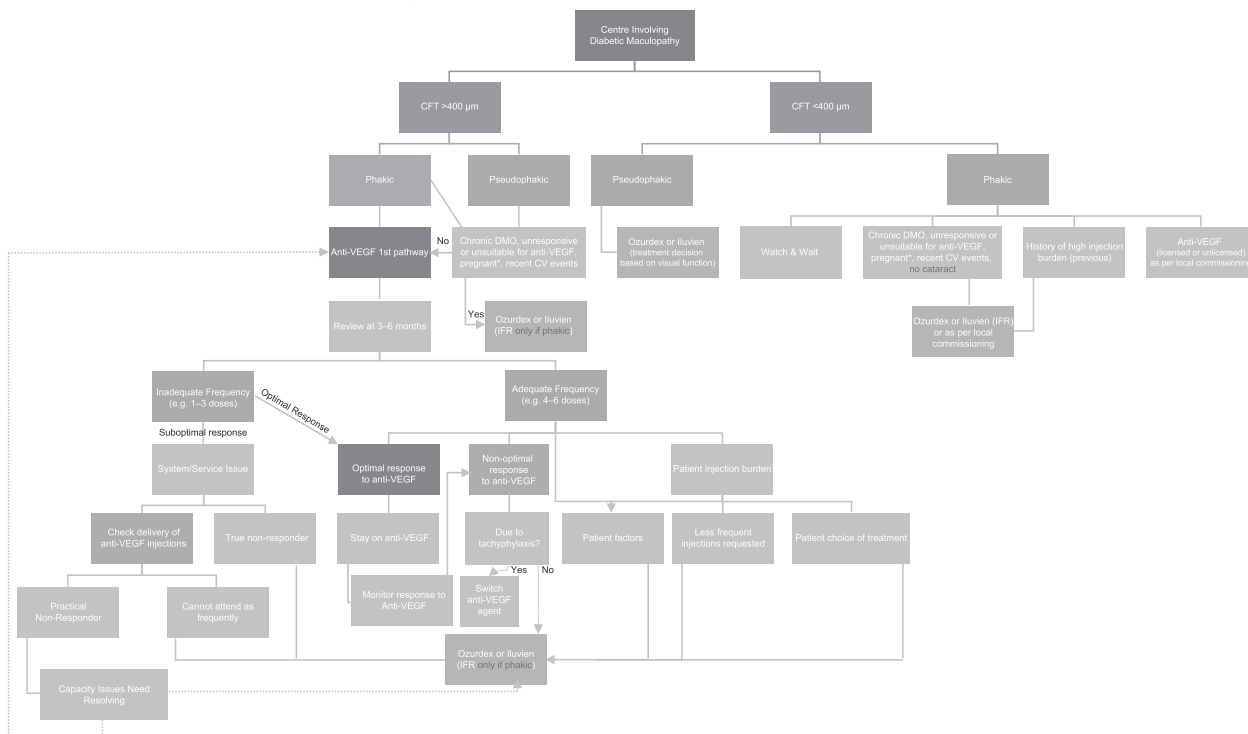 Centre Involving
Diabetic Maculopathy
CFT >400 µm
CFT <400 µm
Phakic
Pseudophakic
Pseudophakic
Phakic
Anti-VEGF 1st pathway
No
Chronic DMO, unresponsive
or unsuitable for anti-VEGF,
pregnant*, recent CV events
Ozurdex or Iluvien
(treatment decision
based on visual function)
Watch & Wait
Chronic DMO, unresponsive or
unsuitable for anti-VEGF,
pregnant*, recent CV events,
no cataract
History of high injection
burden (previous)
Anti-VEGF
(licensed or unlicensed)
as per local commissioning
Review at 3–6 months
Yes
Ozurdex or Iluvien
(IFR only if phakic)
Ozurdex or Iluvien (IFR)
or as per local
commissioning
Inadequate Frequency
(e.g. 1–3 doses)
Optimal Response
Adequate Frequency
(e.g. 4–6 doses)
Suboptimal response
System/Service Issue
Optimal response
to anti-VEGF
Non-optimal
response
to anti-VEGF
Patient injection burden
Check delivery of
anti-VEGF injections
True non-responder
Stay on anti-VEGF
Due to
tachyphylaxis?
Patient factors
Less frequent
injections requested
Patient choice of treatment
Yes
No
Practical
Non-Responder
Cannot attend as
frequently
Monitor response to
Anti-VEGF
Switch
anti-VEGF
agent
Ozurdex or Iluvien
(IFR only if phakic)
Capacity Issues Need
Resolving